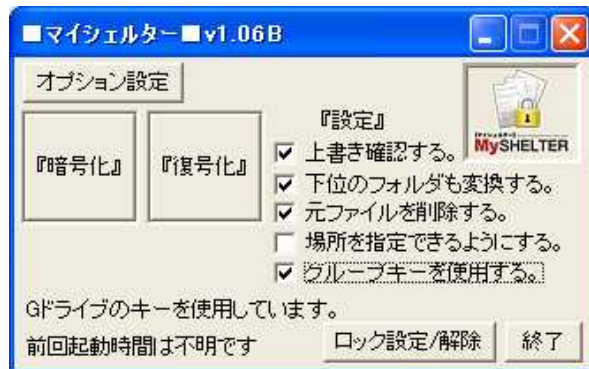 ■マイシェルター■v1.06B
オプション設定
『暗号化』
『復号化』
『設定』
上書き確認する。
下位のフォルダも変換する。
元ファイルを削除する。
場所を指定できるようにする。
グループキーを使用する。
MySHELTER
Gドライブのキーを使用しています。
前回起動時間は不明です
ロック設定/解除
終了